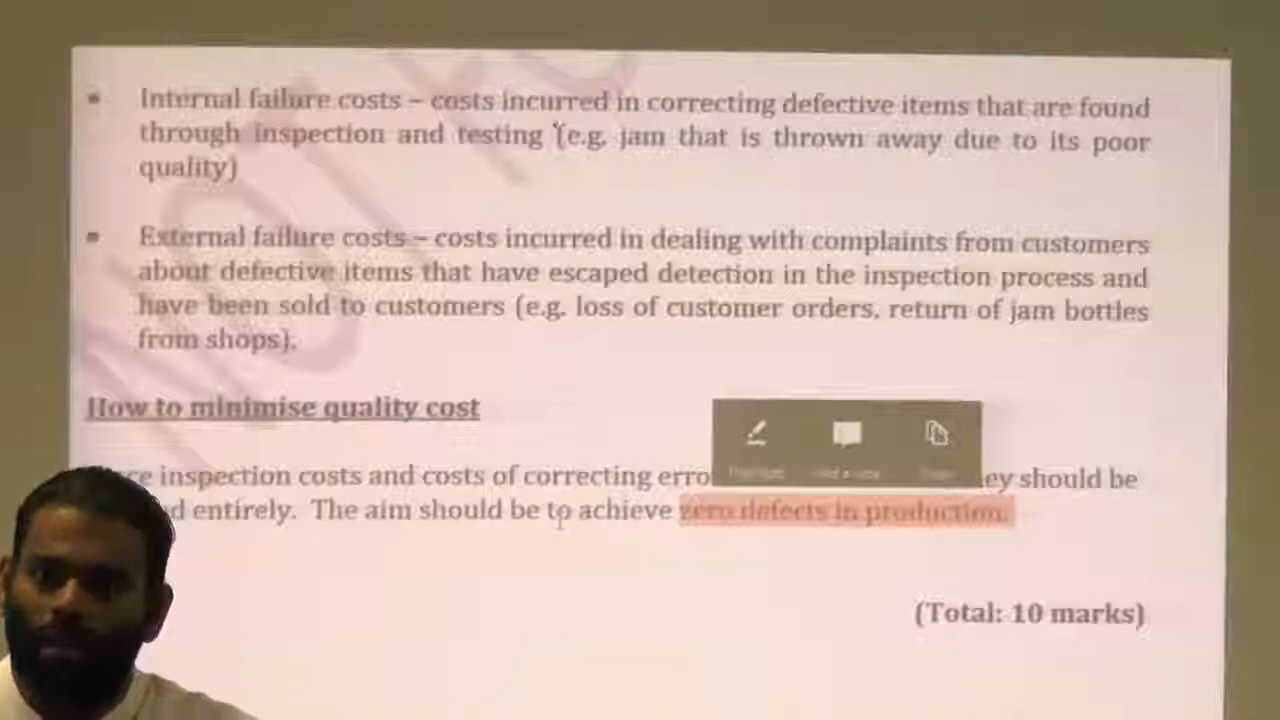 Internal failure costs – costs incurred in correcting defective items that are found
through inspection and testing (e.g. jam that is thrown away due to its poor
quality)
External failure costs – costs incurred in dealing with complaints from customers
about defective items that have escaped detection in the inspection process and
have been sold to customers (e.g. loss of customer orders, return of jam bottles
from shops).
How to minimise quality cost
inspection costs and costs of correcting erro ey should be
entirely. The aim should be to achieve zero defects in production.
(Total: 10 marks)